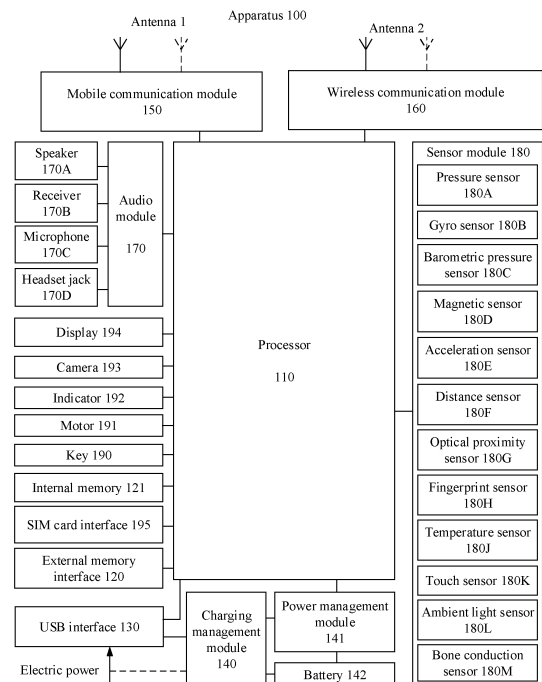 Apparatus 100
Antenna 1
Antenna 2
Mobile communication module
150
Wireless communication module
160
Speaker
170A
Receiver
170B
Microphone
170C
Headset jack
170D
Audio
module
170
Display 194
Camera 193
Indicator 192
Motor 191
Key 190
Internal memory 121
SIM card interface 195
External memory
interface 120
Processor
110
Sensor module 180
Pressure sensor
180A
Gyro sensor 180B
Barometric pressure
sensor 180C
Magnetic sensor
180D
Acceleration sensor
180E
Distance sensor
180F
Optical proximity
sensor 180G
Fingerprint sensor
180H
Temperature sensor
180J
Touch sensor 180K
Ambient light sensor
180L
Bone conduction
sensor 180M
USB interface 130
Electric power
Charging
management
module
140
Power management
module
141
Battery 142